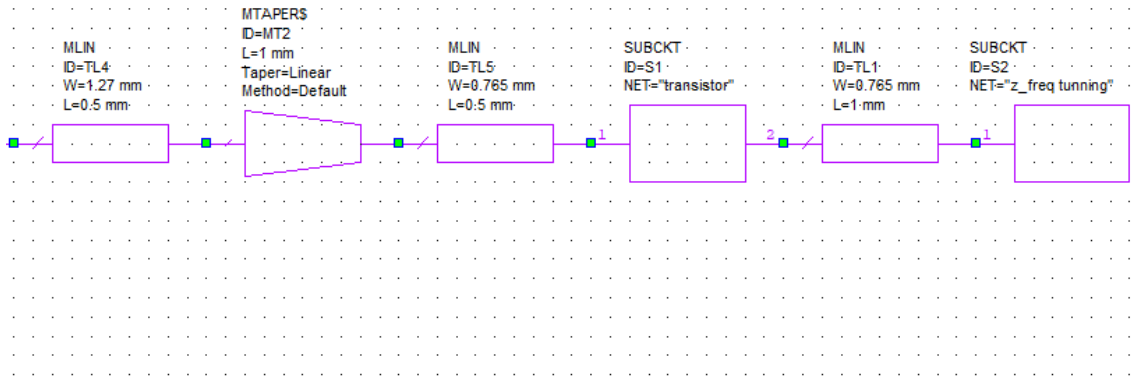 MLIN
ID=TL4
W=1.27 mm
L=0.5 mm
MTAPER$
ID=MT2
L=1 mm
Taper=Linear
Method=Default
MLIN
ID=TL5
W=0.765 mm
L=0.5 mm
SUBCKT
ID=S1
NET="transistor"
1
2
MLIN
ID=TL1
W=0.765 mm
L=1 mm
SUBCKT
ID=S2
NET="z_freq tunning"
1